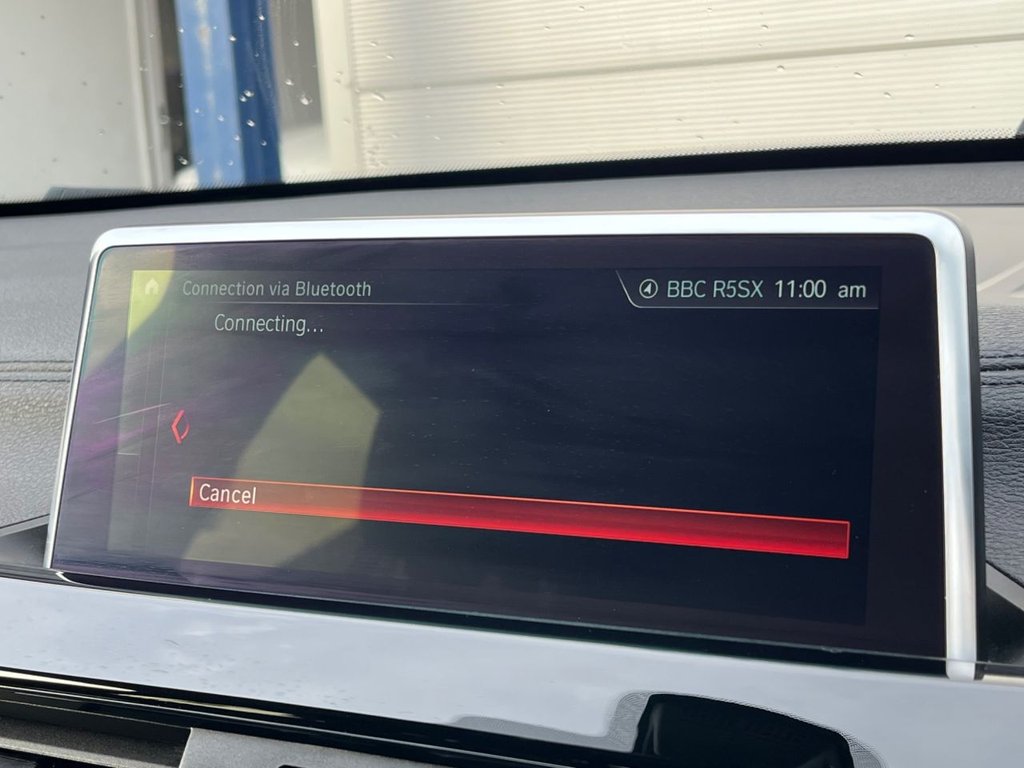 Connection via Bluetooth
BBC R5SX 11:00 am
Connecting...
Cancel